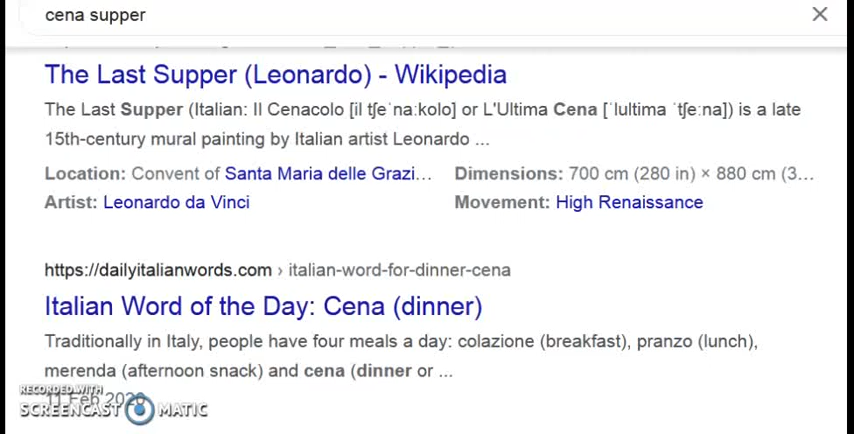 cena supper
The Last Supper (Leonardo) - Wikipedia
The Last Supper (Italian: Il Cenacolo [il tʃeˈnaːkolo] or L'Ultima Cena [ˈlultima ˈtʃeːna]) is a late
15th-century mural painting by Italian artist Leonardo ...
Location: Convent of Santa Maria delle Grazi… Dimensions: 700 cm (280 in) × 880 cm (3…
Artist: Leonardo da Vinci Movement: High Renaissance
https://dailyitalianwords.com › italian-word-for-dinner-cena
Italian Word of the Day: Cena (dinner)
Traditionally in Italy, people have four meals a day: colazione (breakfast), pranzo (lunch),
merenda (afternoon snack) and cena (dinner or ...
11 Feb 2020
RECORDED WITH
SCREENCAST MATIC